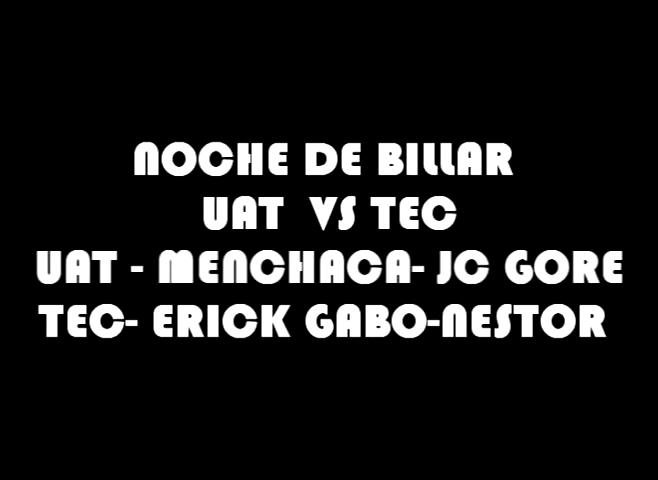 NOCHE DE BILLAR
UAT VS TEC
UAT - MENCHACA- JC GORE
TEC- ERICK GABO-NESTOR